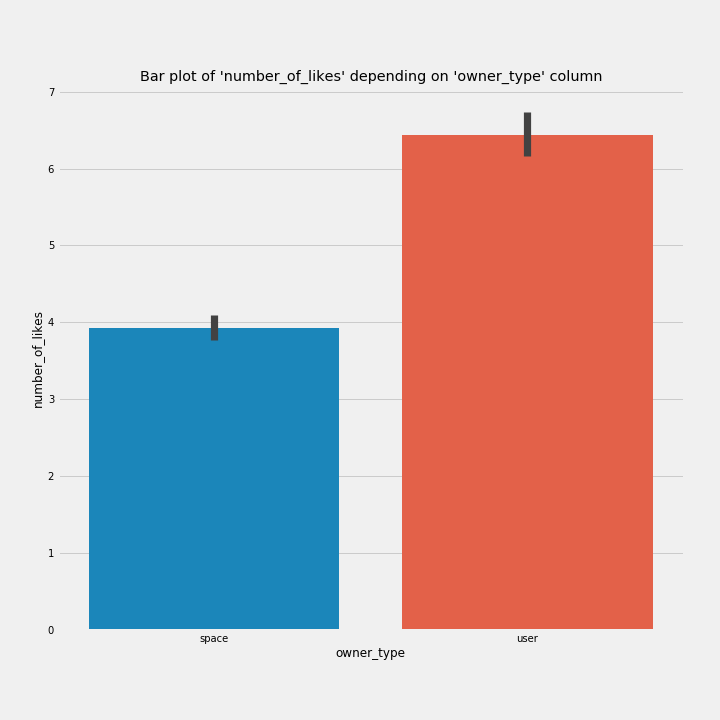 Bar plot of 'number_of_likes' depending on 'owner_type' column
7
6
5
4
3
2
1
0
number_of_likes
space
user
owner_type